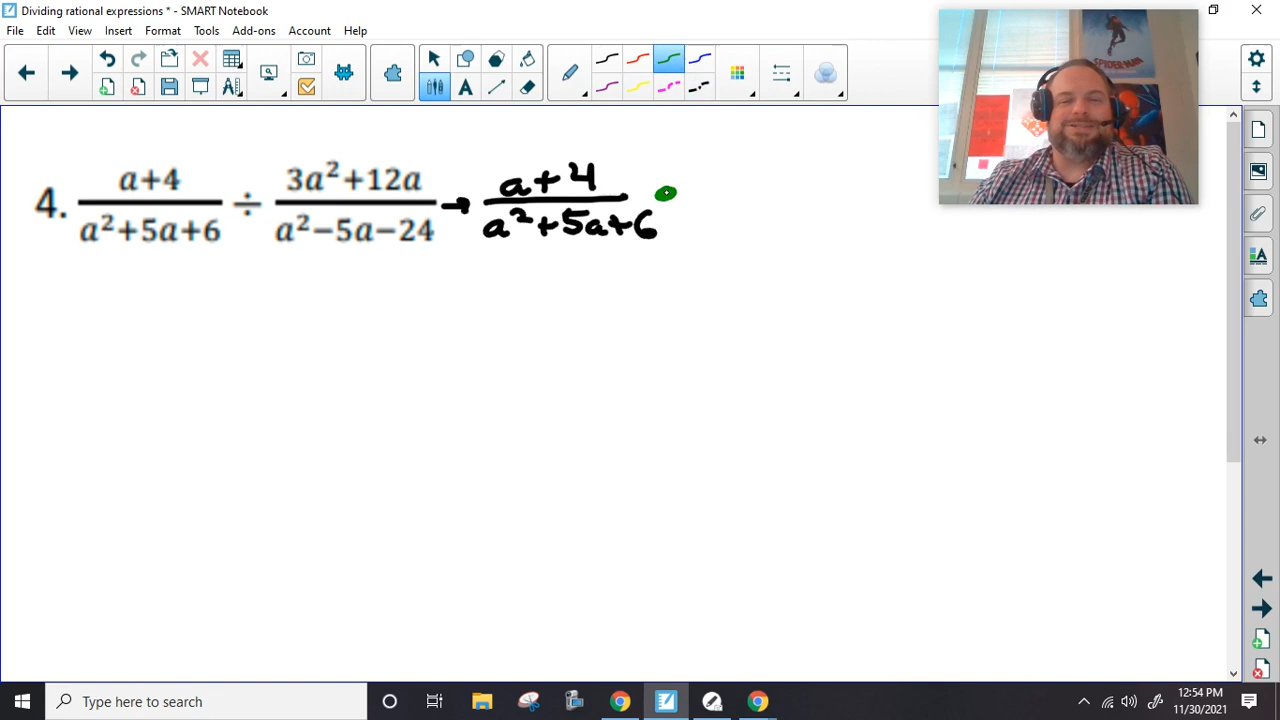 Dividing rational expressions * - SMART Notebook
File Edit View Insert Format Tools Add-ons Account Help
SPIDER-MAN
4. a+4/a²+5a+6 ÷ 3a²+12a/a²−5a−24 → a+4/a²+5a+6 •
Type here to search
12:54 PM
11/30/2021